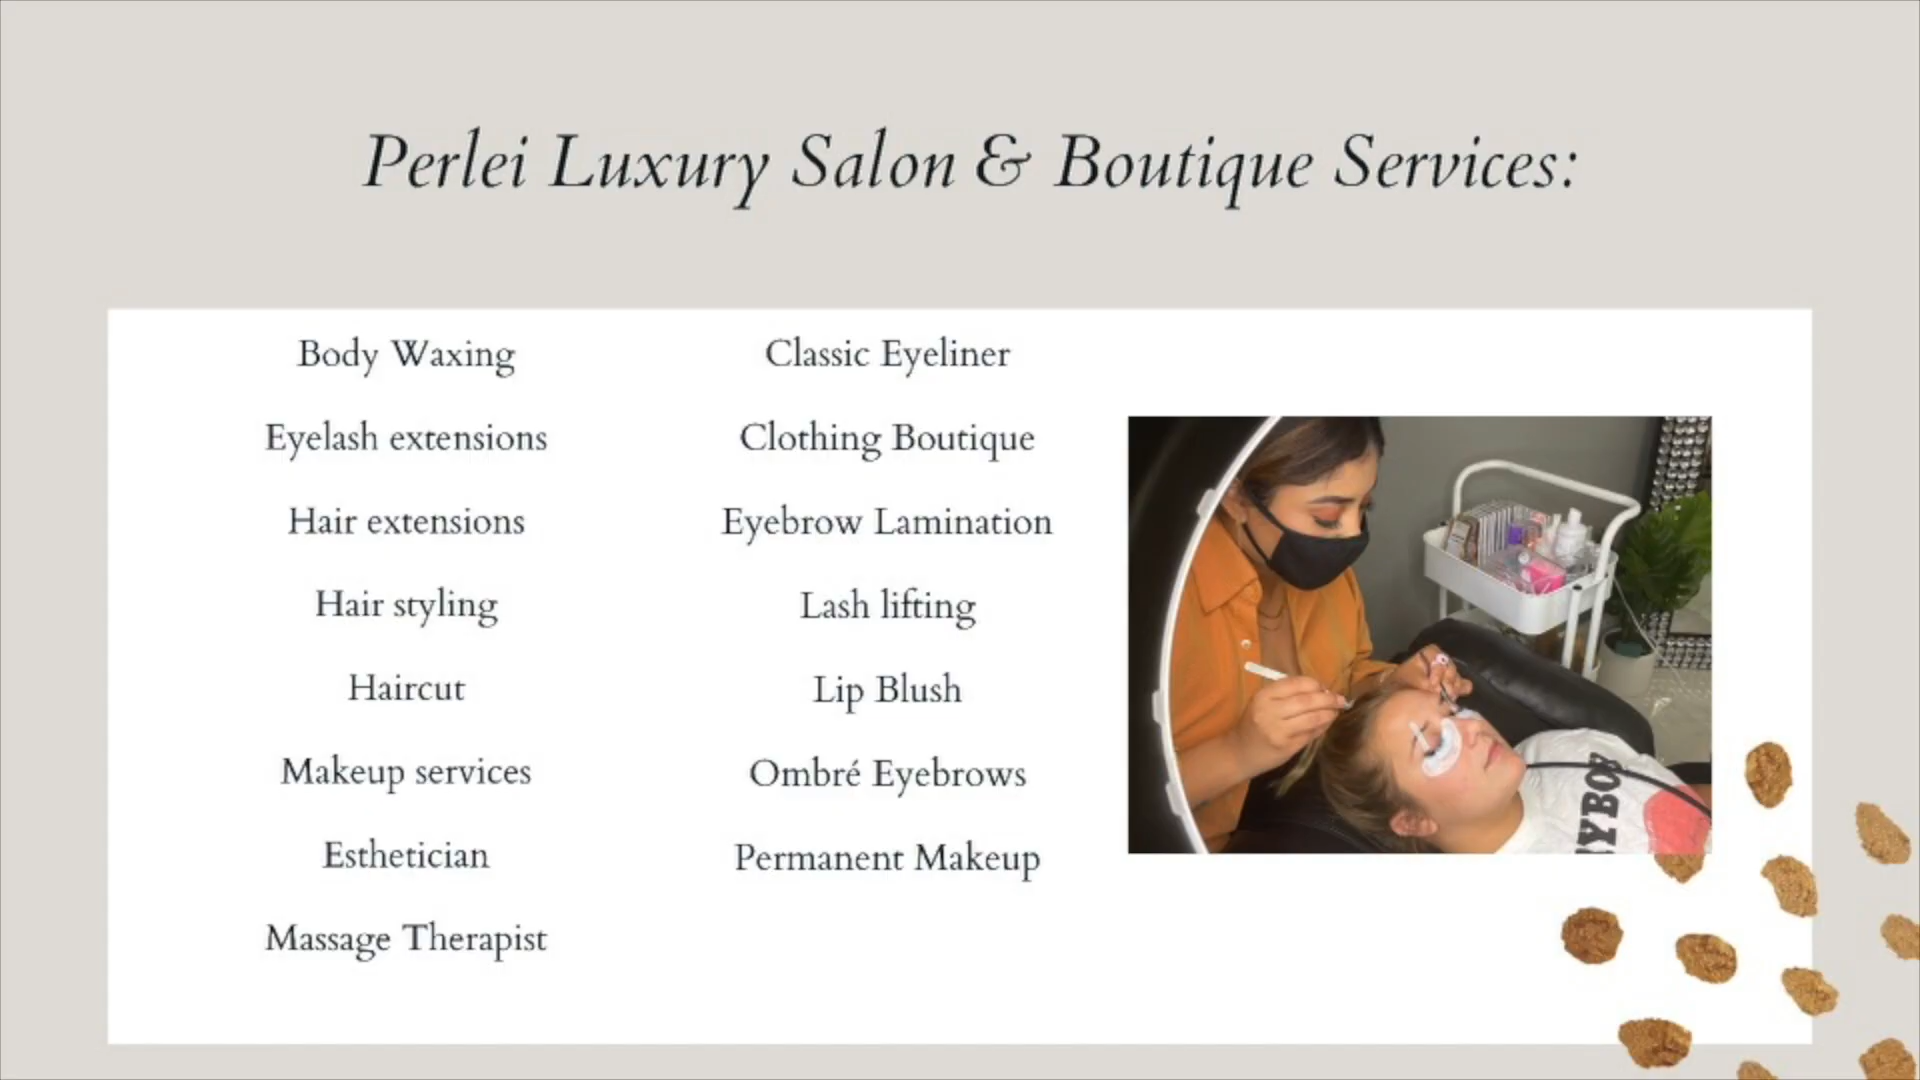 Perlei Luxury Salon & Boutique Services:
Body Waxing
Eyelash extensions
Hair extensions
Hair styling
Haircut
Makeup services
Esthetician
Massage Therapist
Classic Eyeliner
Clothing Boutique
Eyebrow Lamination
Lash lifting
Lip Blush
Ombré Eyebrows
Permanent Makeup
YBOY